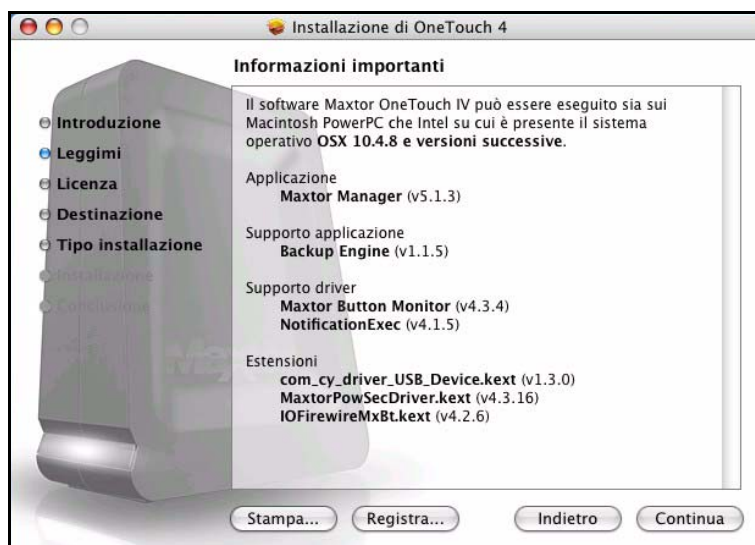 Installazione di OneTouch 4
Informazioni importanti
Introduzione
Leggimi
Licenza
Destinazione
Tipo installazione
Installazione
Conclusione
Il software Maxtor OneTouch IV può essere eseguito sia sui
Macintosh PowerPC che Intel su cui è presente il sistema
operativo OSX 10.4.8 e versioni successive.
Applicazione
Maxtor Manager (v5.1.3)
Supporto applicazione
Backup Engine (v1.1.5)
Supporto driver
Maxtor Button Monitor (v4.3.4)
NotificationExec (v4.1.5)
Estensioni
com_cy_driver_USB_Device.kext (v1.3.0)
MaxtorPowSecDriver.kext (v4.3.16)
IOFirewireMxBt.kext (v4.2.6)
Stampa... Registra... Indietro Continua